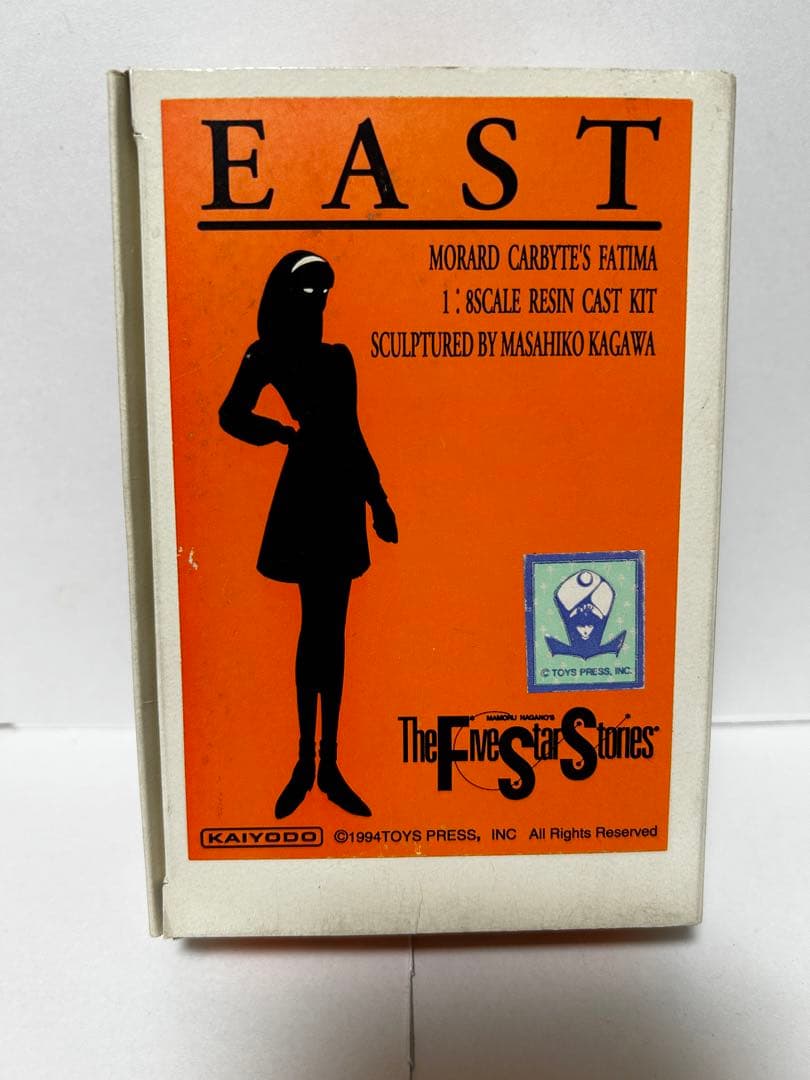 EAST
MORARD CARBYTE'S FATIMA
1:8SCALE RESIN CAST KIT
SCULPTURED BY MASAHIKO KAGAWA
© TOYS PRESS, INC.
MAMORU NAGANO'S
The Five Star Stories
KAIYODO ©1994TOYS PRESS, INC All Rights Reserved